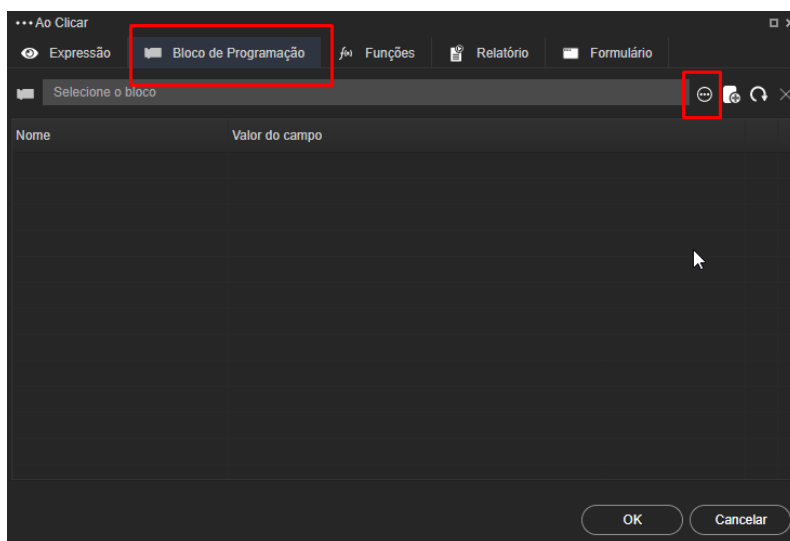 Ao Clicar
Expressão Bloco de Programação f(x) Funções Relatório Formulário
Selecione o bloco
Nome Valor do campo
OK Cancelar